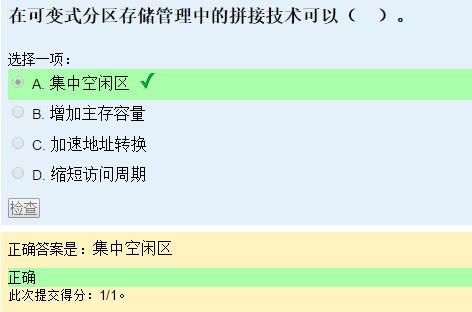 在可变式分区存储管理中的拼接技术可以（　）。
选择一项：
A. 集中空闲区
B. 增加主存容量
C. 加速地址转换
D. 缩短访问周期
检查
正确答案是：集中空闲区
正确
此次提交得分：1/1。